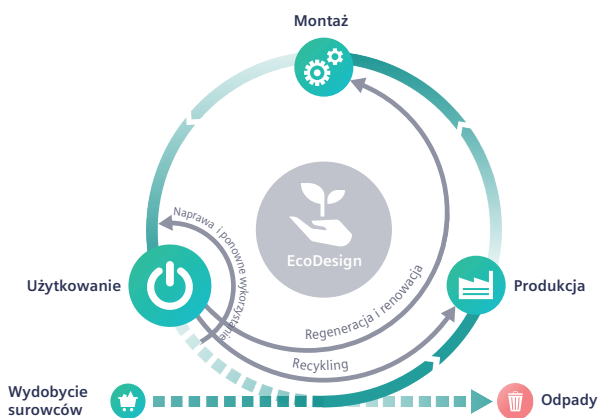 Montaż
Naprawa i ponowne wykorzystanie
EcoDesign
Użytkowanie
Produkcja
Regeneracja i renowacja
Recykling
Wydobycie
surowców
Odpady